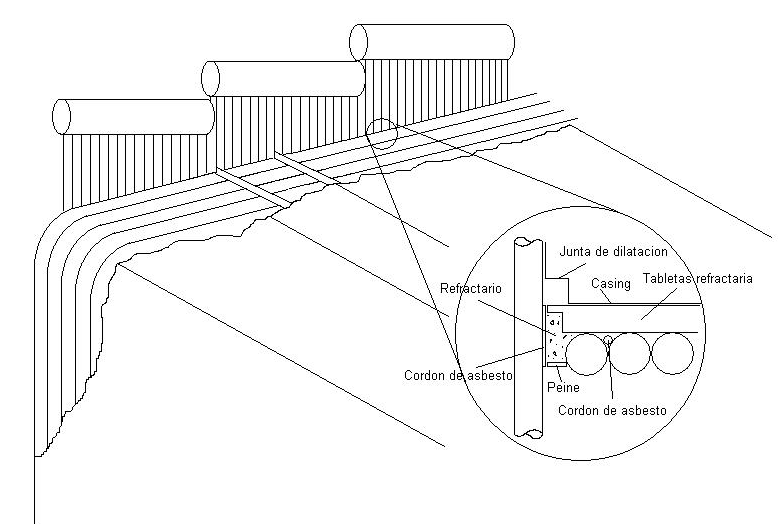 Junta de dilatacion
Casing
Tabletas refractaria
Refractario
Cordon de asbesto
Peine
Cordon de asbesto